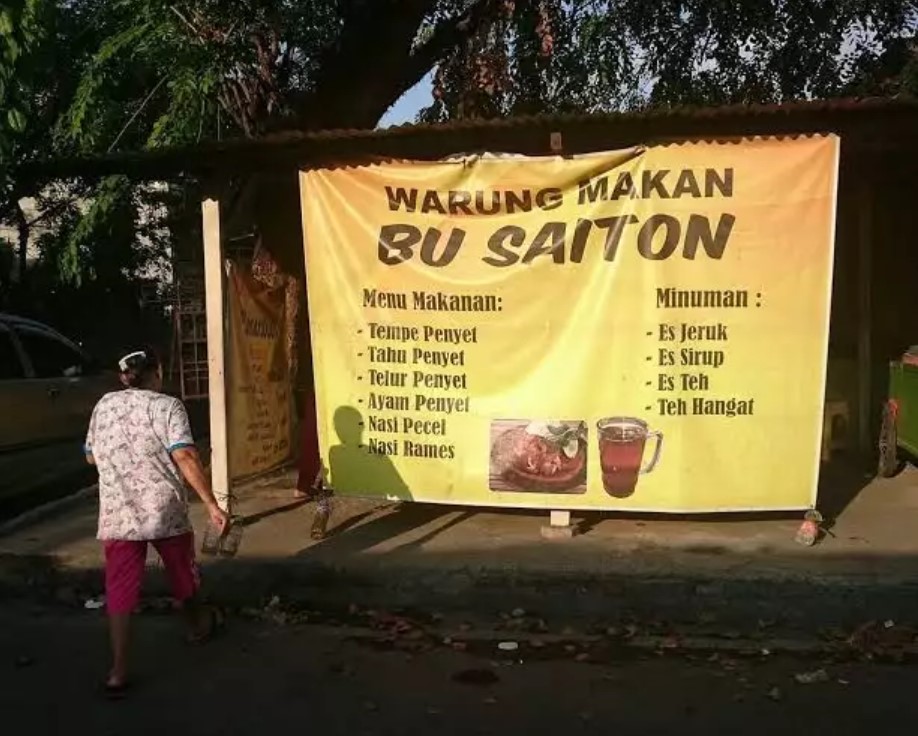 WARUNG MAKAN
BU SAITON
Menu Makanan:
- Tempe Penyet
- Tahu Penyet
- Telur Penyet
- Ayam Penyet
- Nasi Pecel
- Nasi Rames
Minuman :
- Es Jeruk
- Es Sirup
- Es Teh
- Teh Hangat